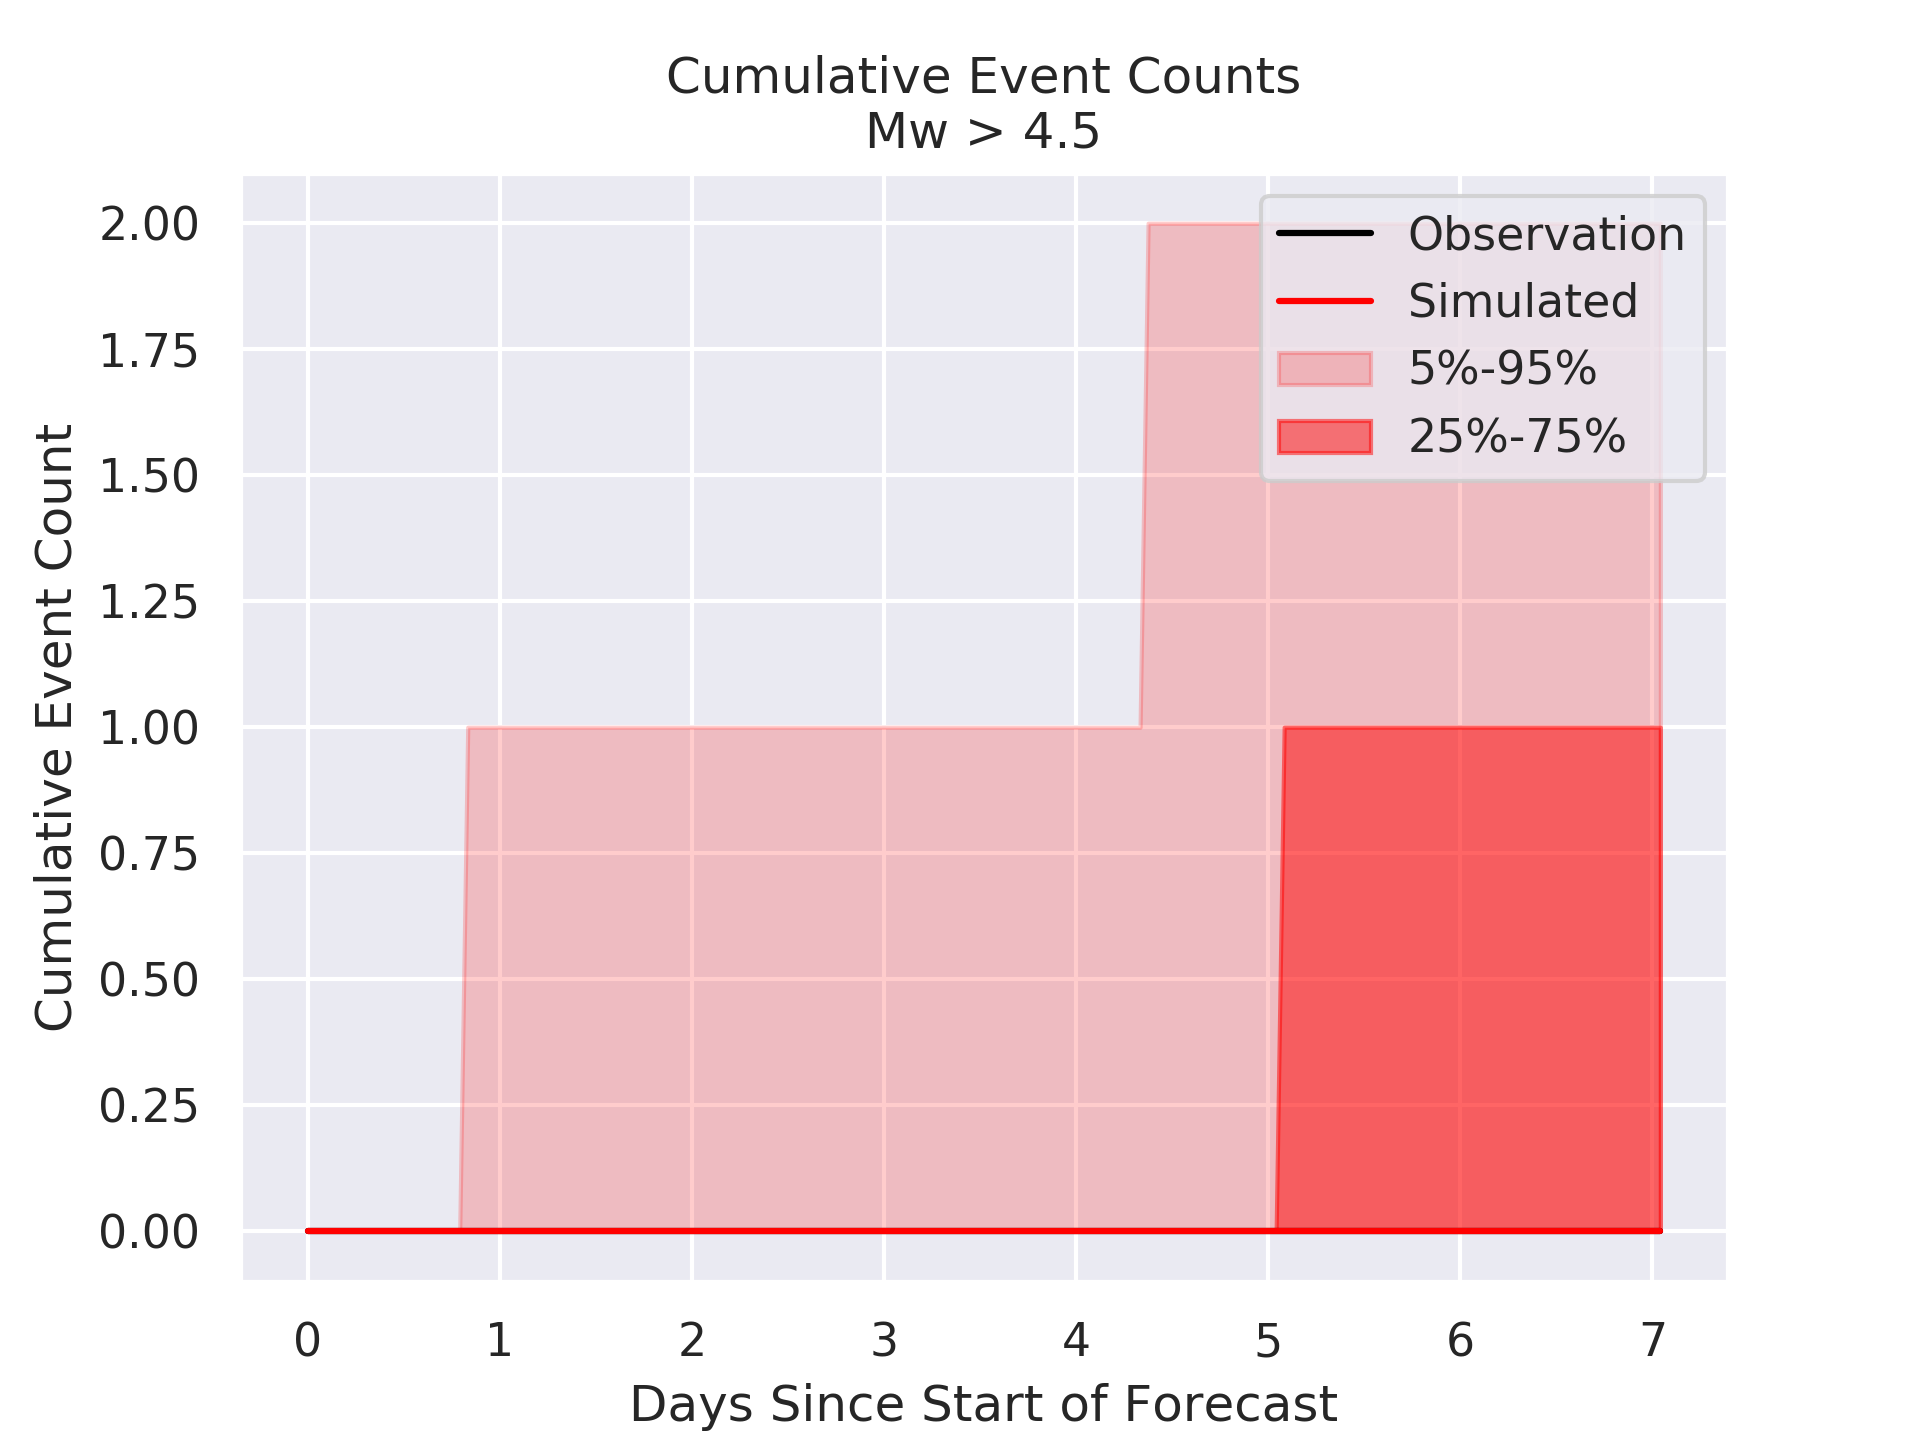 Cumulative Event Counts
Mw > 4.5
Cumulative Event Count
2.00
1.75
1.50
1.25
1.00
0.75
0.50
0.25
0.00
Observation
Simulated
5%-95%
25%-75%
0 1 2 3 4 5 6 7
Days Since Start of Forecast